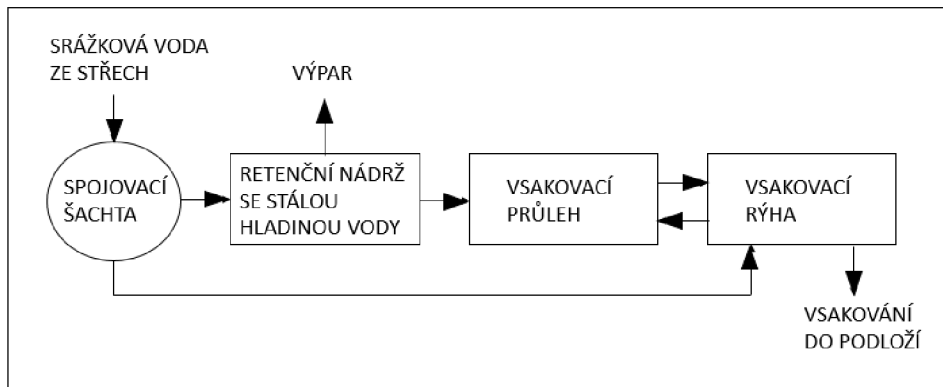 SRÁŽKOVÁ VODA
ZE STŘECH
VÝPAR
SPOJOVACÍ
ŠACHTA
RETENČNÍ NÁDRŽ
SE STÁLOU
HLADINOU VODY
VSAKOVACÍ
PRŮLEH
VSAKOVACÍ
RÝHA
VSAKOVÁNÍ
DO PODLOŽÍ